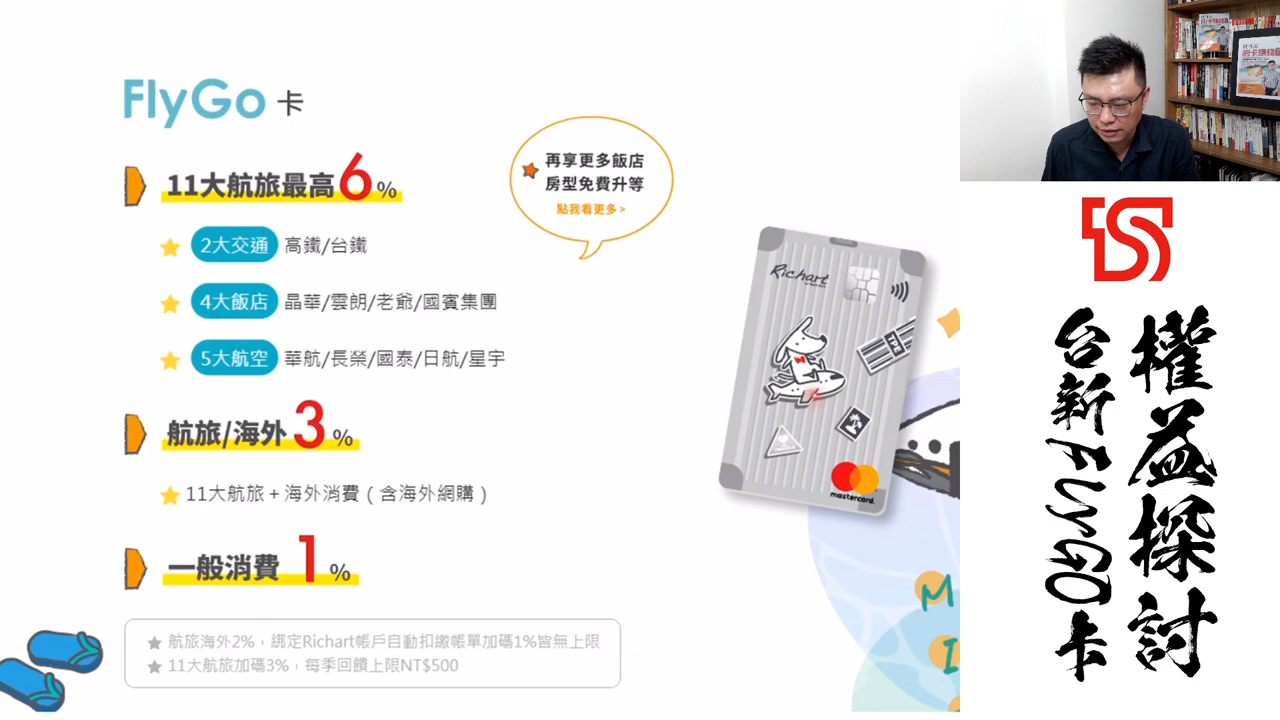 FlyGo 卡
11大航旅最高6%
2大交通 高鐵/台鐵
4大飯店 晶華/雲朗/老爺/國賓集團
5大航空 華航/長榮/國泰/日航/星宇
航旅/海外3%
11大航旅 + 海外消費（含海外網購）
一般消費 1%
航旅海外2%，綁定Richart帳戶自動扣繳帳單加碼1%皆無上限
11大航旅加碼3%，每季回饋上限NT$500
再享更多飯店
房型免費升等
點我看更多 >
Richart
TPE
mastercard
M
I
台新FlyGO卡
權益探討